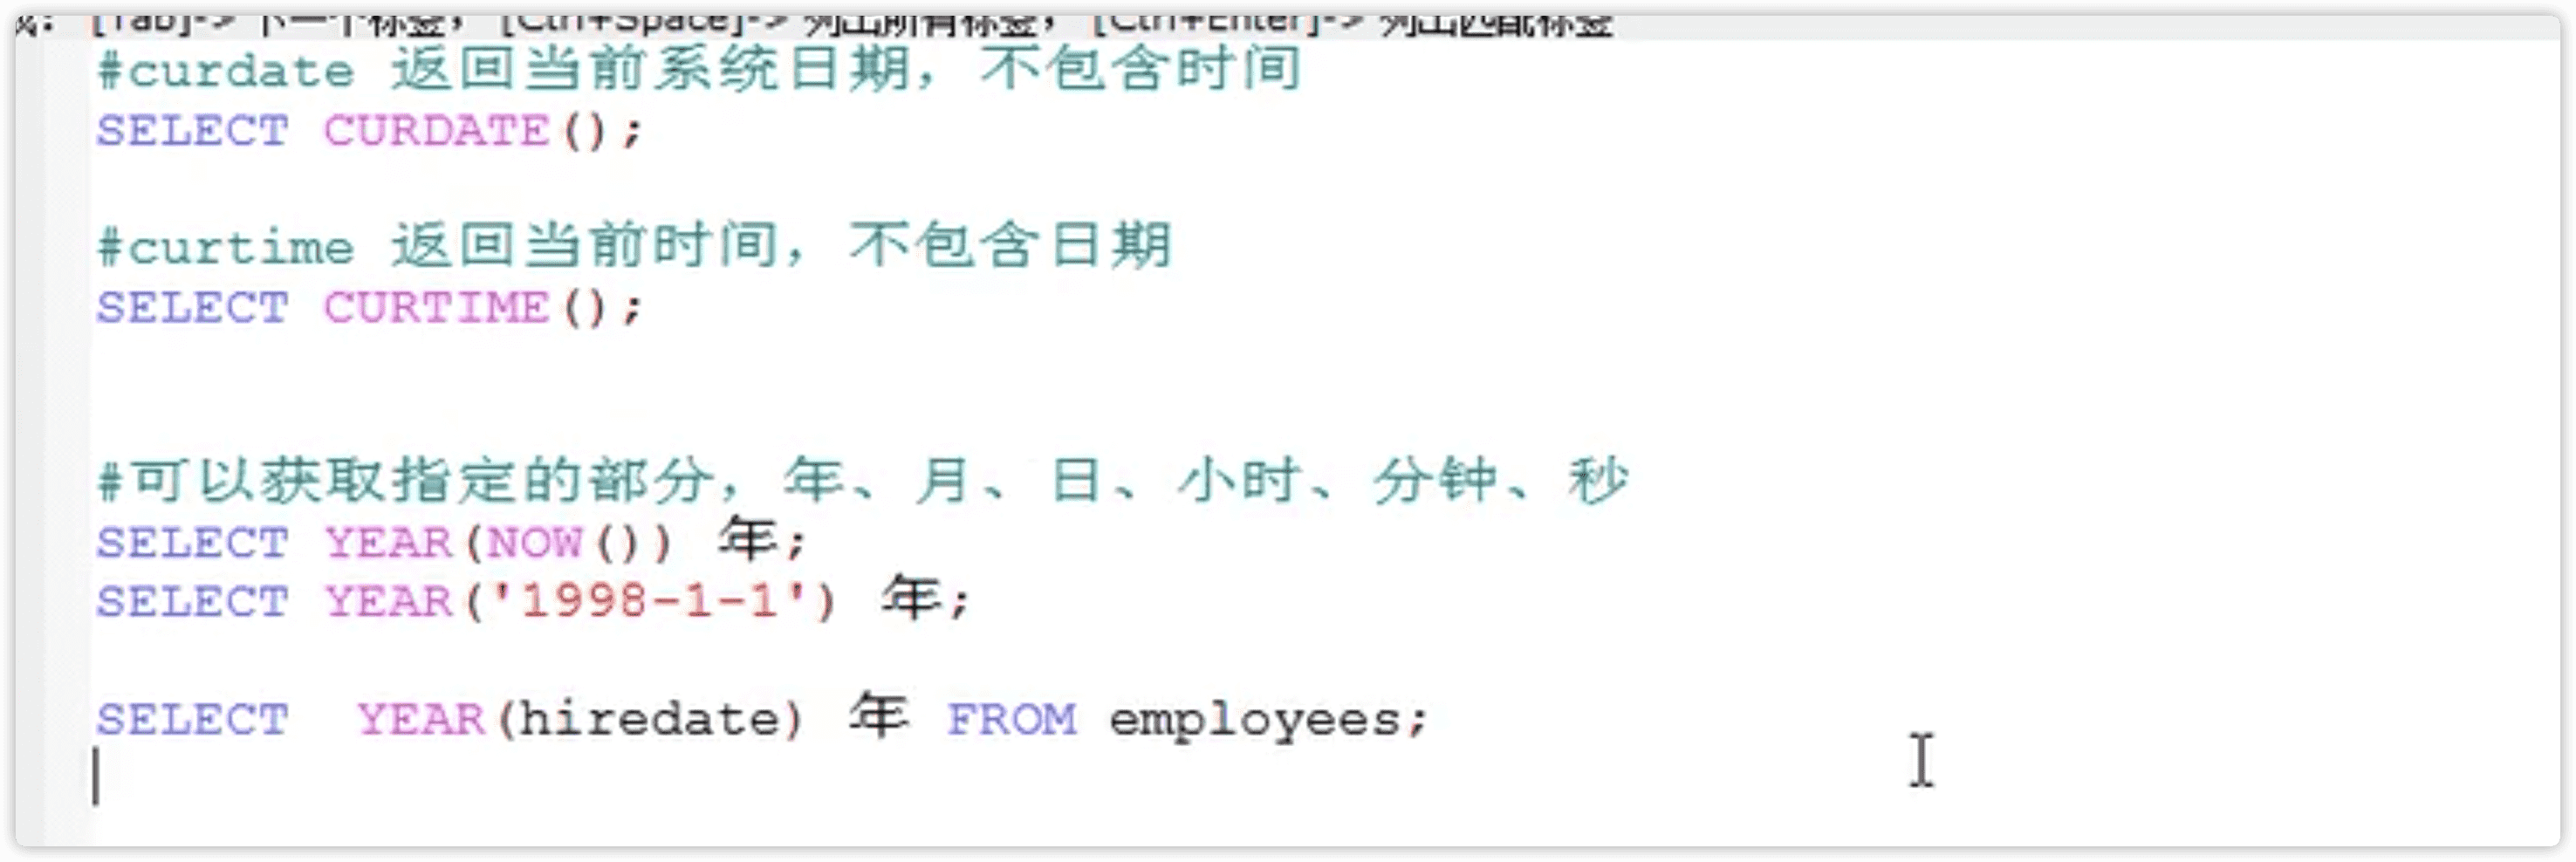 [Tab]-> 下一个标签， [Ctrl+Space]-> 列出所有标签， [Ctrl+Enter]-> 列出匹配标签
#curdate 返回当前系统日期，不包含时间
SELECT CURDATE();
#curtime 返回当前时间，不包含日期
SELECT CURTIME();
#可以获取指定的部分，年、月、日、小时、分钟、秒
SELECT YEAR(NOW()) 年;
SELECT YEAR('1998-1-1') 年;
SELECT  YEAR(hiredate) 年 FROM employees;